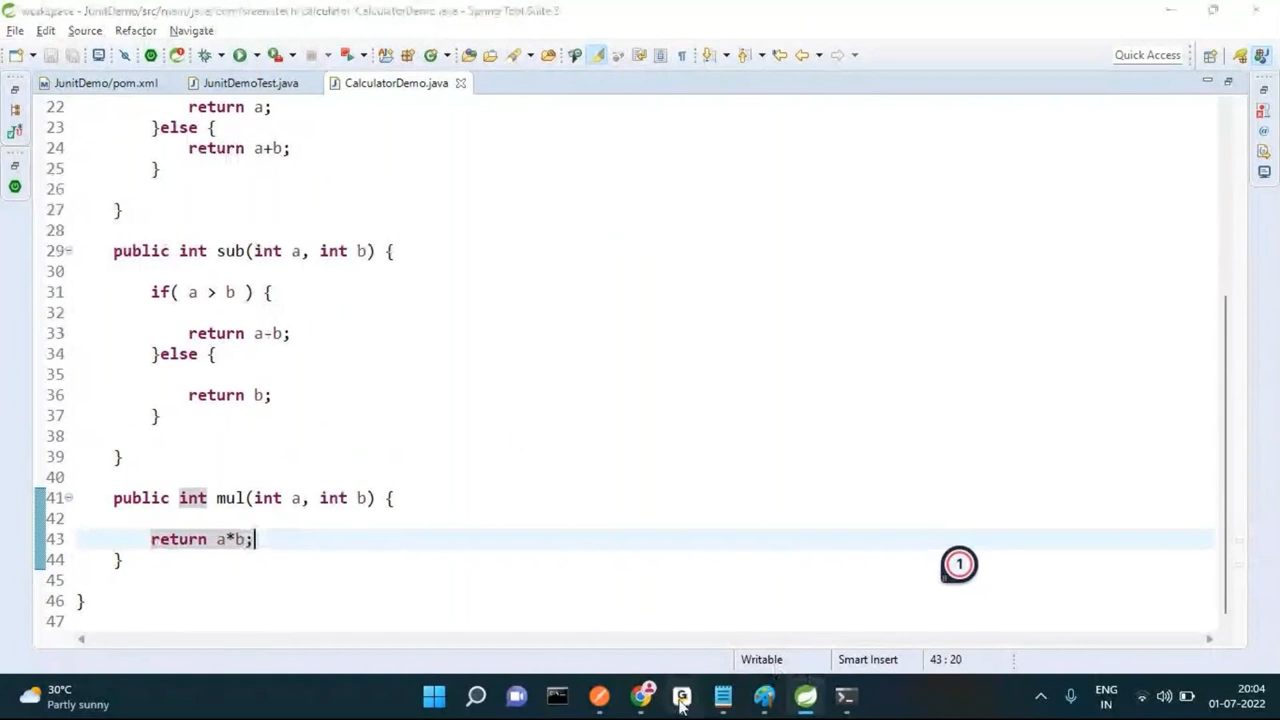 File Edit Source Refactor Navigate
Quick Access
JunitDemo/pom.xml JunitDemoTest.java CalculatorDemo.java
22 return a;
23 }else {
24 return a+b;
25 }
26
27 }
28
29 public int sub(int a, int b) {
30
31 if( a > b ) {
32
33 return a-b;
34 }else {
35
36 return b;
37 }
38
39 }
40
41 public int mul(int a, int b) {
42
43 return a*b;
44 }
45
46 }
47
1
Writable Smart Insert 43 : 20
30°C
Partly sunny
ENG
IN
20:04
01-07-2022